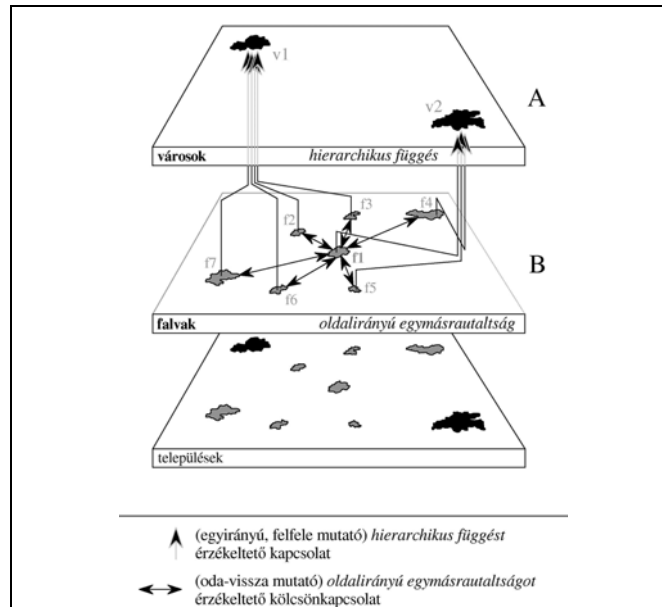 v1
A
v2
városok hierarchikus függés
f3
f4
f2
f1
B
f7
f6
f5
falvak oldalirányú egymásrautaltság
települések
(egyirányú, felfele mutató) hierarchikus függést
érzékeltető kapcsolat
(oda-vissza mutató) oldalirányú egymásrautaltságot
érzékeltető kölcsönkapcsolat